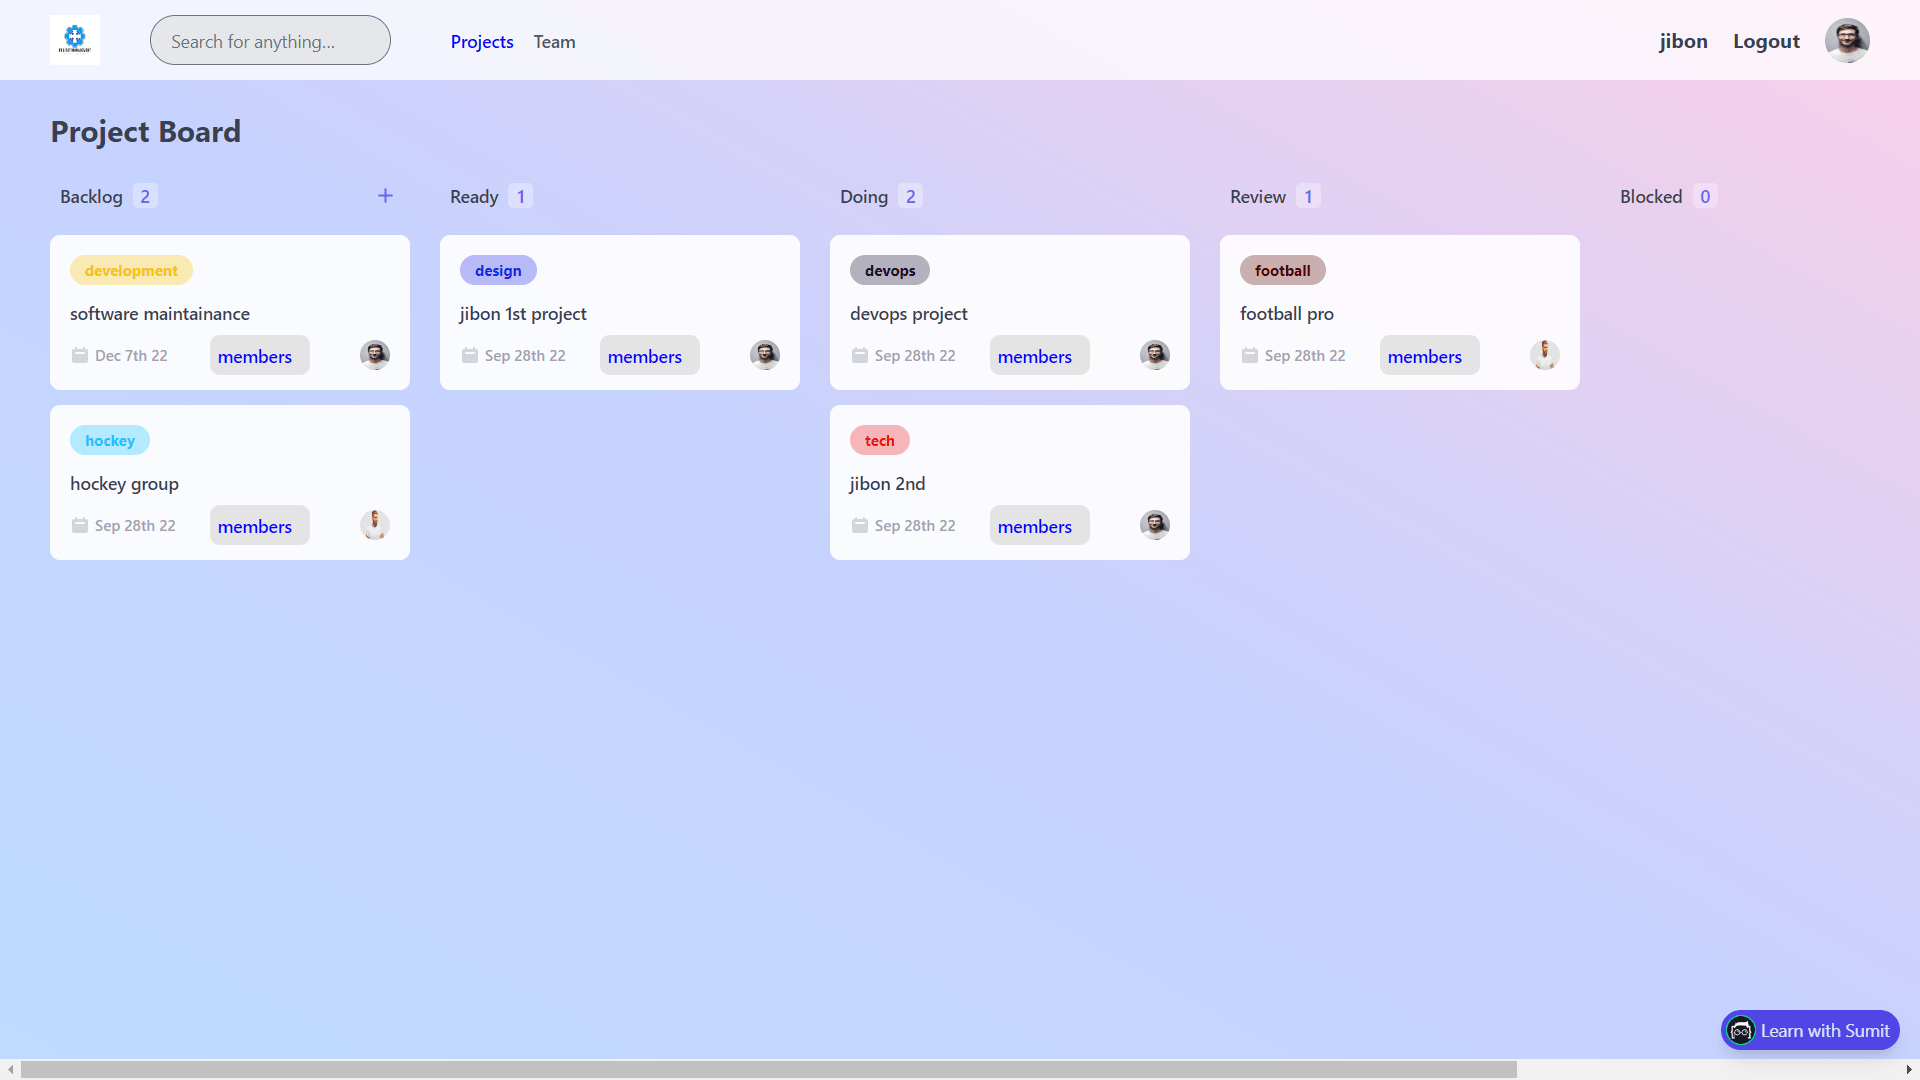 Search for anything...
Projects
Team
jibon
Logout
Project Board
Backlog 2 +
Ready 1
Doing 2
Review 1
Blocked 0
development
software maintainance
Dec 7th 22
members
hockey
hockey group
Sep 28th 22
members
design
jibon 1st project
Sep 28th 22
members
devops
devops project
Sep 28th 22
members
tech
jibon 2nd
Sep 28th 22
members
football
football pro
Sep 28th 22
members
Learn with Sumit